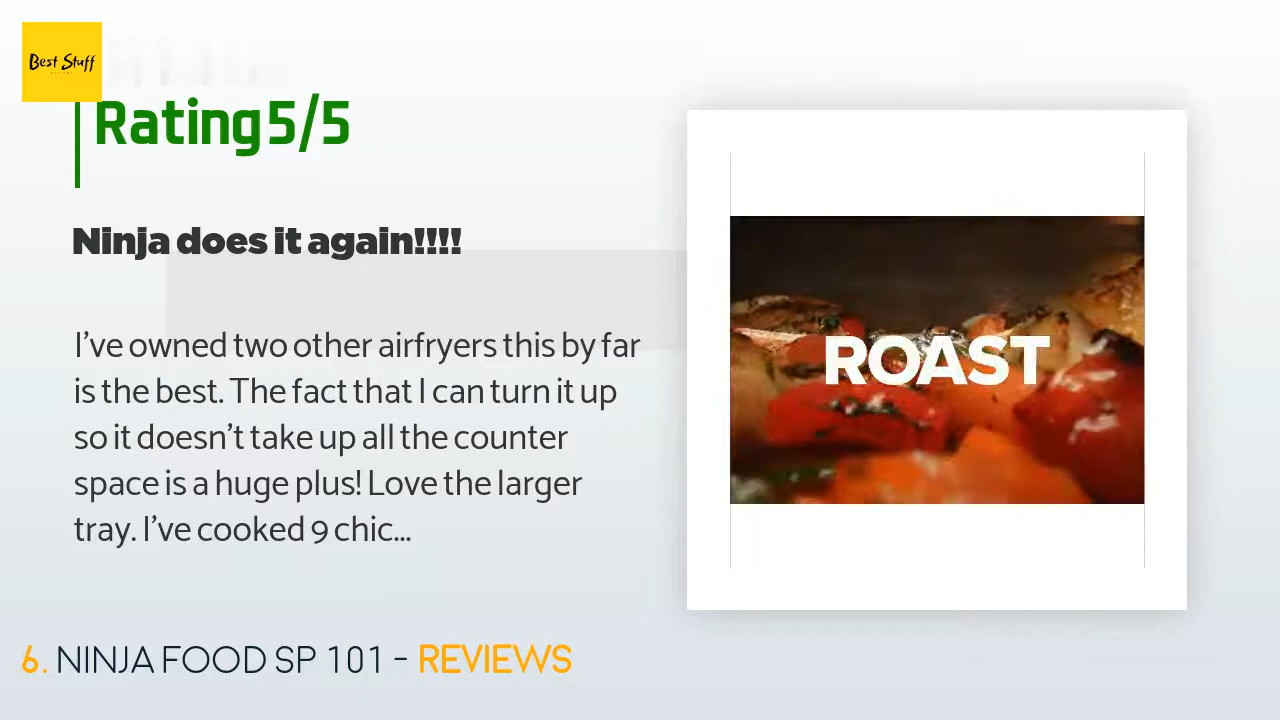 Best Stuff
Rating 5/5
Ninja does it again!!!!
I've owned two other airfryers this by far
is the best. The fact that I can turn it up
so it doesn't take up all the counter
space is a huge plus! Love the larger
tray. I've cooked 9 chic...
ROAST
6. NINJA FOOD SP 101 - REVIEWS